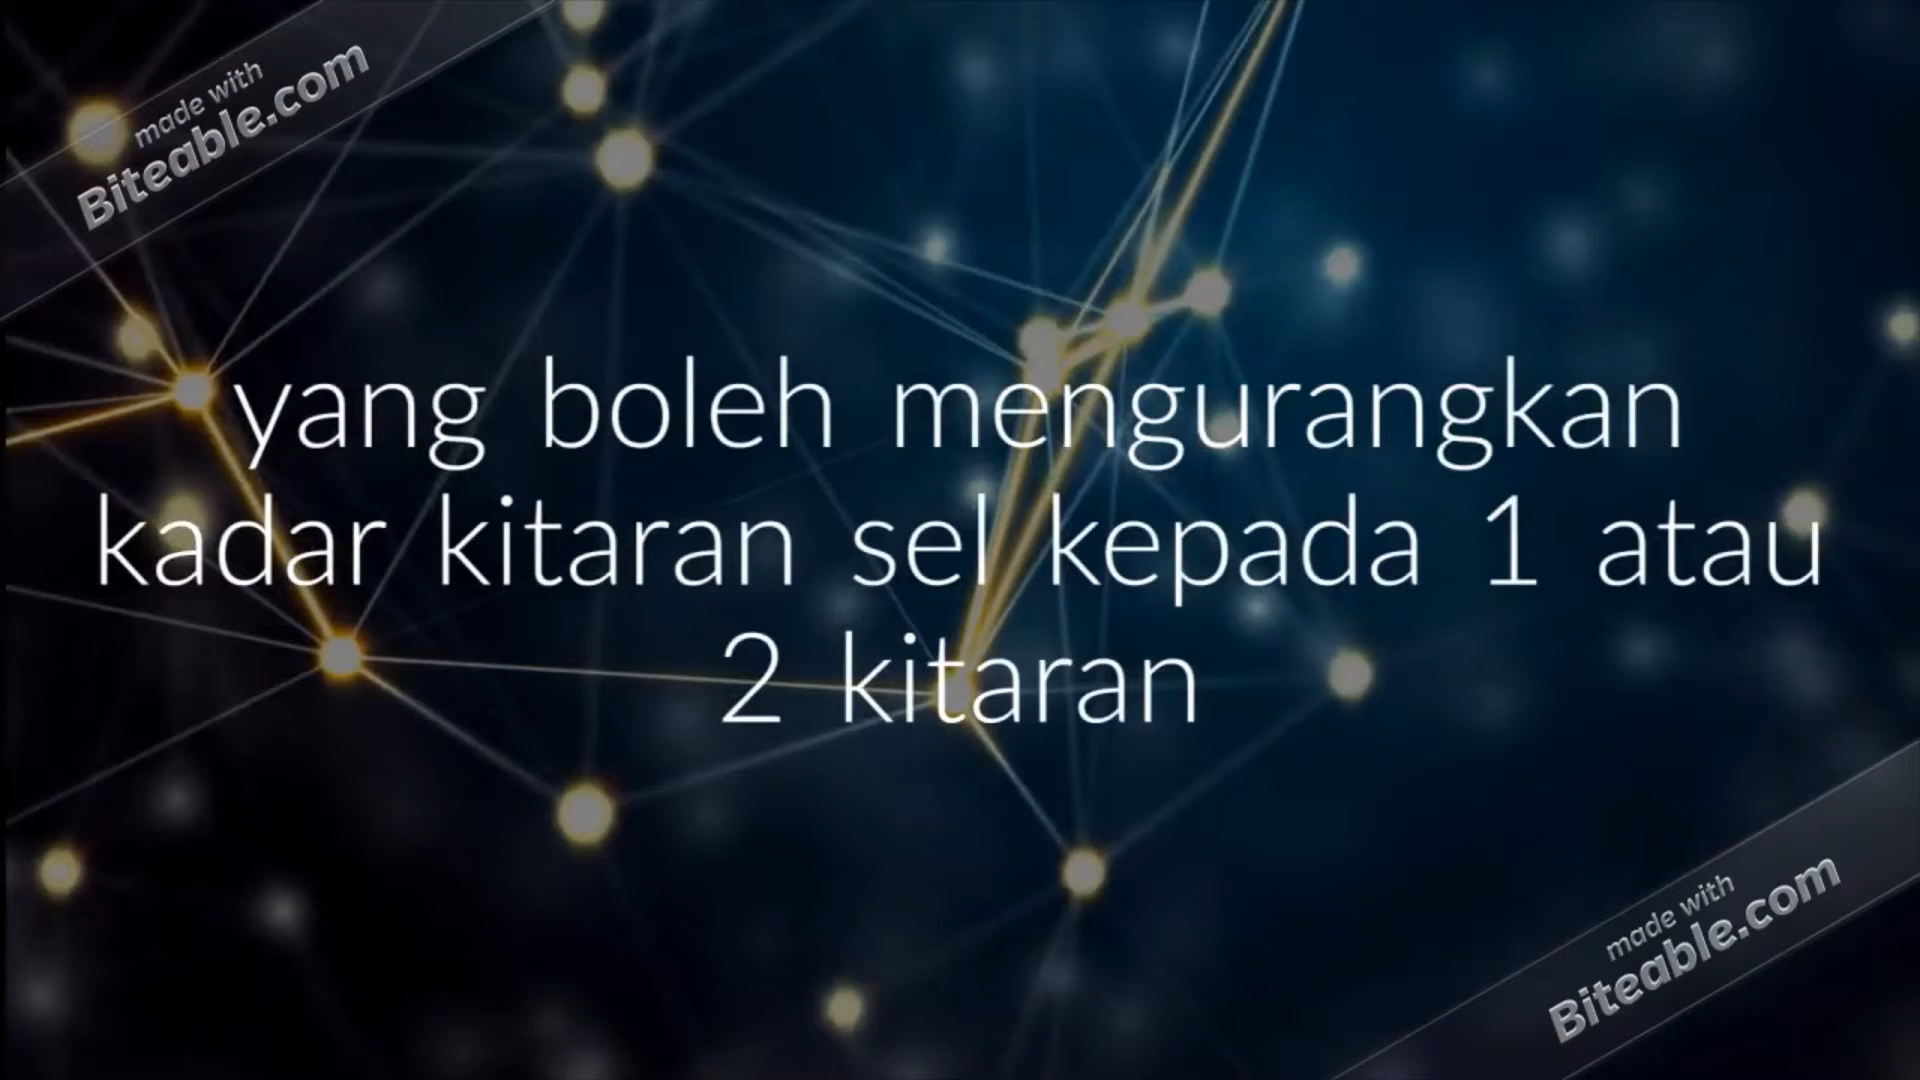 made with
Biteable.com
yang boleh mengurangkan
kadar kitaran sel kepada 1 atau
2 kitaran
made with
Biteable.com